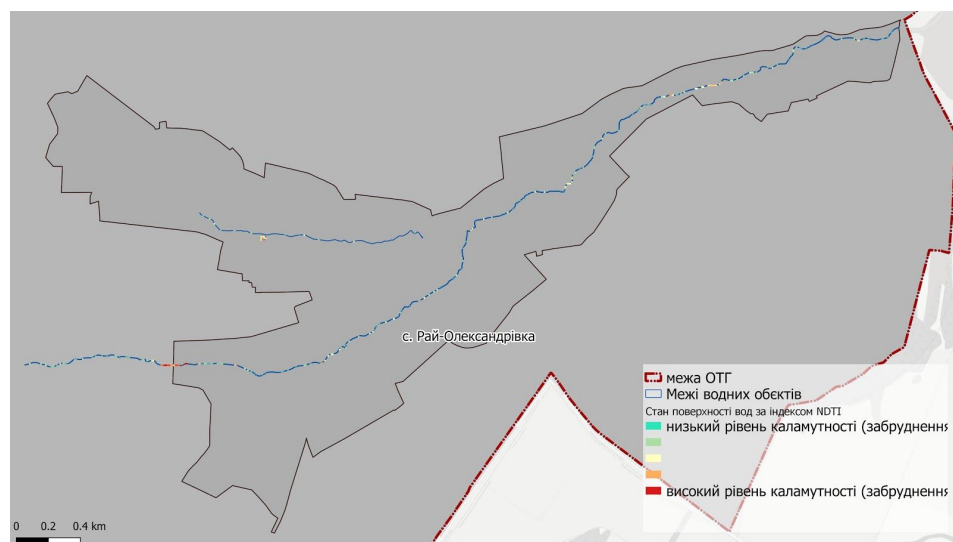 с. Рай-Олександрівка
межа ОТГ
Межі водних обєктів
Стан поверхності вод за індексом NDTI
низький рівень каламутності (забруднення
високий рівень каламутності (забруднення
0 0.2 0.4 km